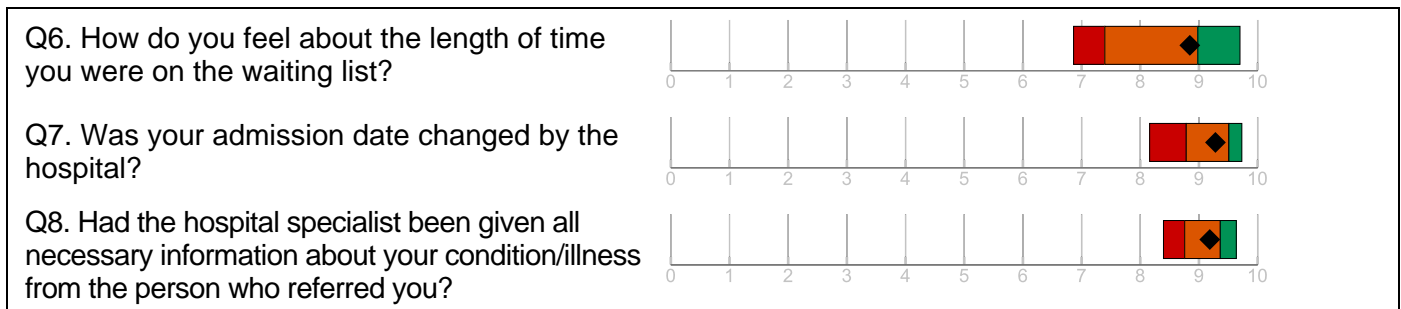 Q6. How do you feel about the length of time
you were on the waiting list?
0 1 2 3 4 5 6 7 8 9 10
Q7. Was your admission date changed by the
hospital?
0 1 2 3 4 5 6 7 8 9 10
Q8. Had the hospital specialist been given all
necessary information about your condition/illness
from the person who referred you?
0 1 2 3 4 5 6 7 8 9 10